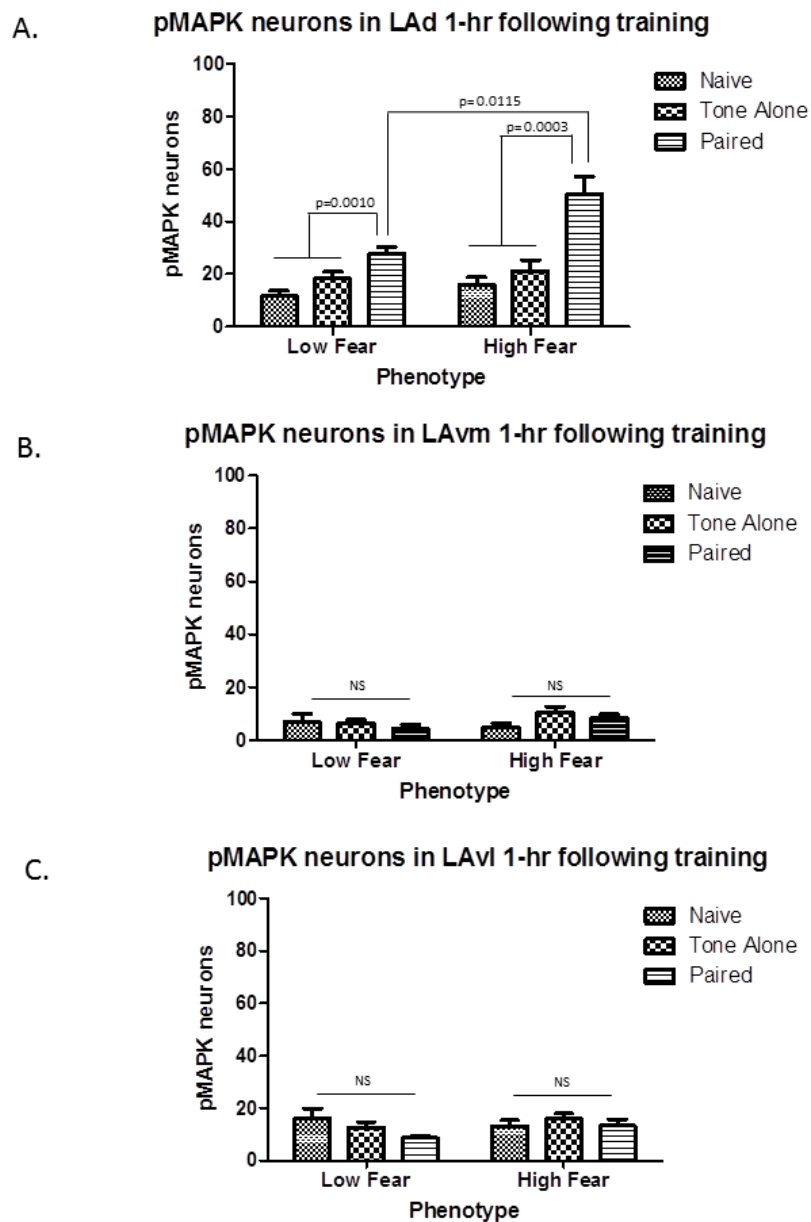 A.
pMAPK neurons in LAd 1-hr following training
pMAPK neurons
100
80
60
40
20
0
p=0.0010
p=0.0115
p=0.0003
Naive
Tone Alone
Paired
Low Fear
High Fear
Phenotype
B.
pMAPK neurons in LAvm 1-hr following training
pMAPK neurons
100
80
60
40
20
0
NS
NS
Naive
Tone Alone
Paired
Low Fear
High Fear
Phenotype
C.
pMAPK neurons in LAvl 1-hr following training
pMAPK neurons
100
80
60
40
20
0
NS
NS
Naive
Tone Alone
Paired
Low Fear
High Fear
Phenotype